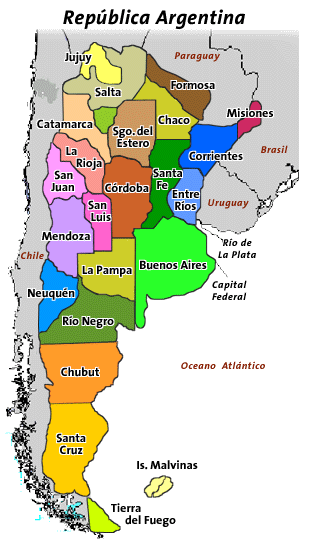 República Argentina
Jujuy
Paraguay
Salta
Formosa
Catamarca
Chaco
Misiones
Sgo. del
Estero
Brasil
La
Rioja
Corrientes
San
Juan
Santa
Fe
Córdoba
Entre
Ríos
Uruguay
San
Luis
Mendoza
Río de
La Plata
Chile
La Pampa
Buenos Aires
Capital
Federal
Neuquén
Río Negro
Chubut
Oceano Atlántico
Santa
Cruz
Is. Malvinas
Tierra
del Fuego